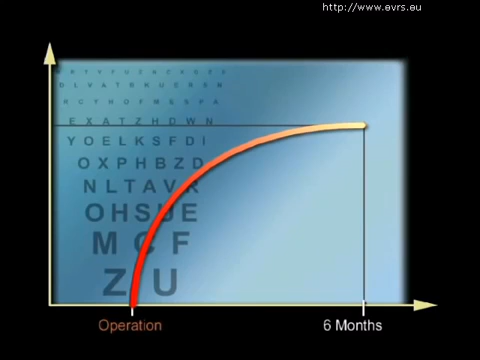 http://www.evrs.eu
D L V A T R K U E R S N
R C Y H O F M E S P A
E X A T Z H D W N
Y O E L K S F D I
O X P H B Z D
N L T A V R
O H S U E
M C F
Z U
Operation
6 Months